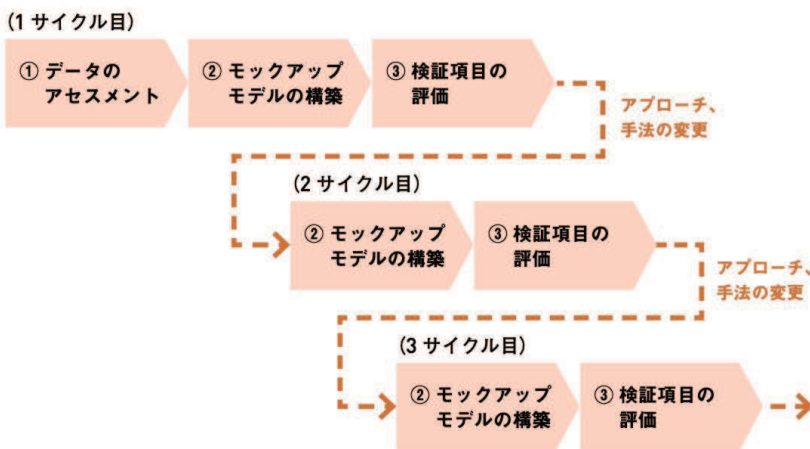 (1 サイクル目)
① データの
アセスメント
② モックアップ
モデルの構築
③ 検証項目の
評価
アプローチ、
手法の変更
(2 サイクル目)
② モックアップ
モデルの構築
③ 検証項目の
評価
アプローチ、
手法の変更
(3 サイクル目)
② モックアップ
モデルの構築
③ 検証項目の
評価